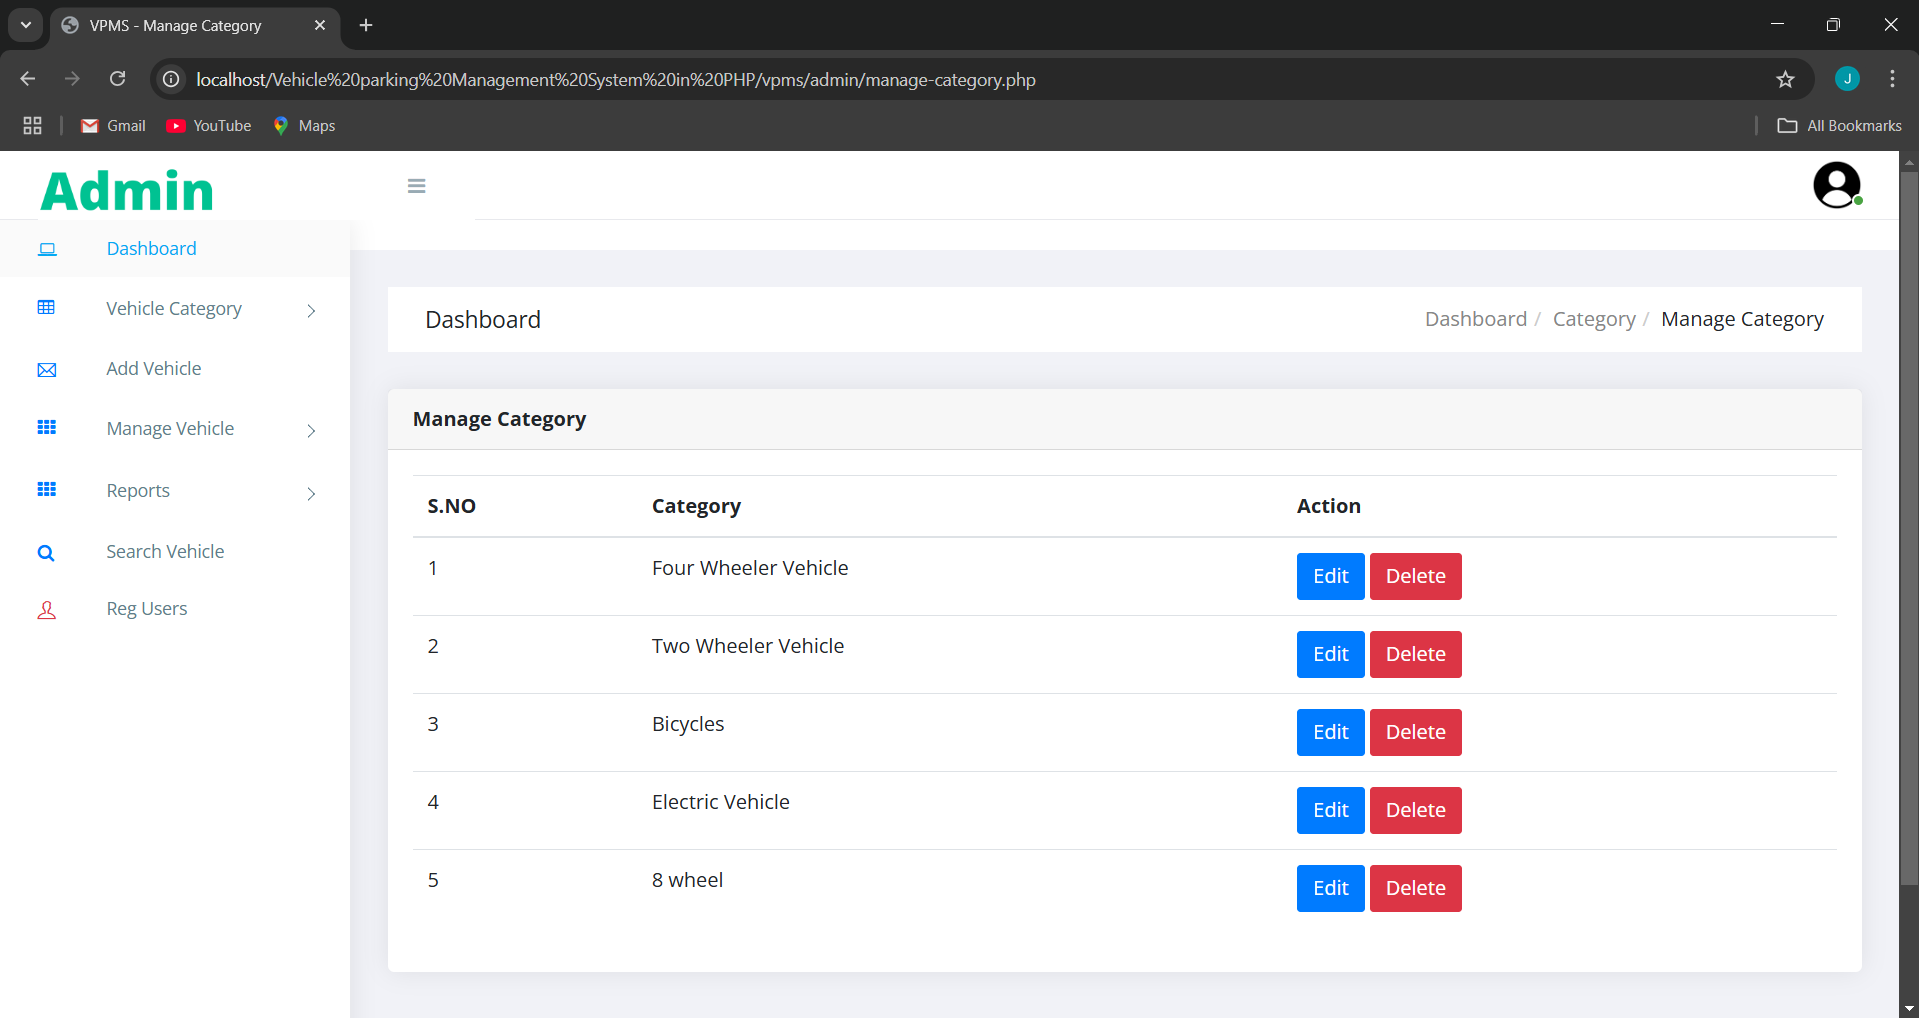 VPMS - Manage Category
localhost/Vehicle%20parking%20Management%20System%20in%20PHP/vpms/admin/manage-category.php
J
Gmail YouTube Maps All Bookmarks
Admin
Dashboard
Vehicle Category
Add Vehicle
Manage Vehicle
Reports
Search Vehicle
Reg Users
Dashboard
Dashboard / Category / Manage Category
Manage Category
S.NO Category Action
1 Four Wheeler Vehicle Edit Delete
2 Two Wheeler Vehicle Edit Delete
3 Bicycles Edit Delete
4 Electric Vehicle Edit Delete
5 8 wheel Edit Delete